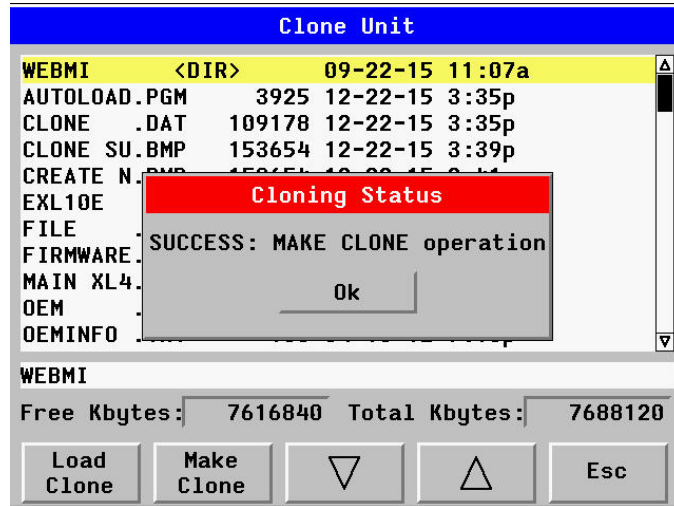 Clone Unit
WEBMI <DIR> 09-22-15 11:07a
AUTOLOAD.PGM 3925 12-22-15 3:35p
CLONE .DAT 109178 12-22-15 3:35p
CLONE SU.BMP 153654 12-22-15 3:39p
CREATE N.
EXL10E
FILE .
FIRMWARE.
MAIN XL4.
OEM .
OEMINFO .
Cloning Status
SUCCESS: MAKE CLONE operation
Ok
WEBMI
Free Kbytes: 7616840 Total Kbytes: 7688120
Load Clone Make Clone Esc